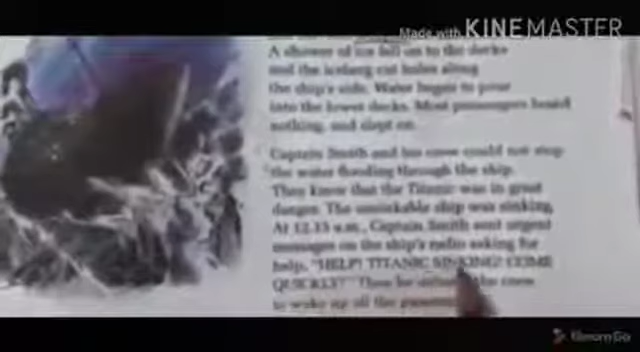 Made with KINEMASTER
A shower of ice fell on to the decks
and the iceberg cut holes along
the ship's side. Water began to pour
into the lower decks. Most passengers heard
nothing, and slept on.
Captain Smith and his crew could not stop
the water flooding through the ship.
They knew that the Titanic was in great
danger. The unsinkable ship was sinking.
At 12.15 a.m., Captain Smith sent urgent
messages on the ship's radio asking for
help, "HELP! TITANIC SINKING! COME
QUICKLY!" Then he the crew
to wake up all the